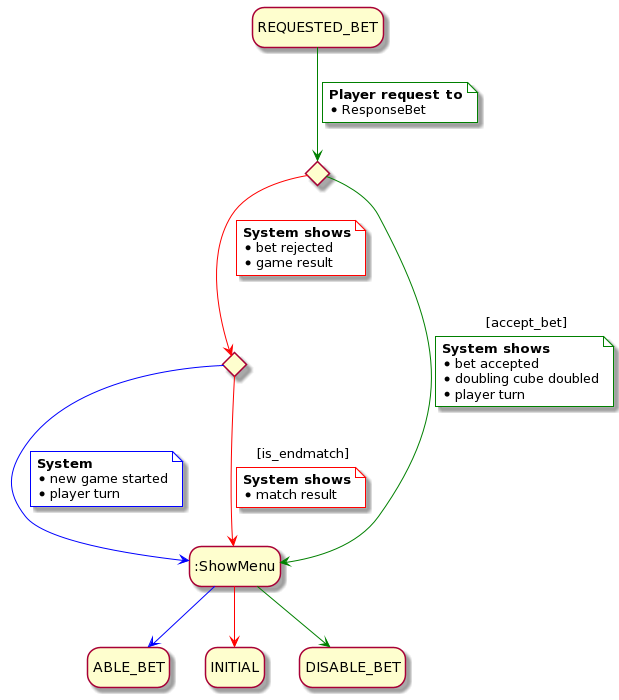 REQUESTED_BET
Player request to
• ResponseBet
System shows
• bet rejected
• game result
[accept_bet]
System shows
• bet accepted
• doubling cube doubled
• player turn
System
• new game started
• player turn
[is_endmatch]
System shows
• match result
:ShowMenu
ABLE_BET
INITIAL
DISABLE_BET